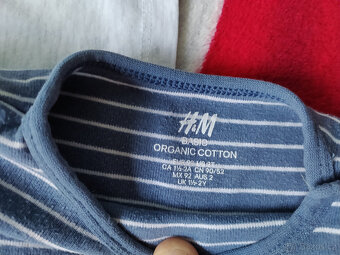 H&M
BASIC
ORGANIC COTTON
CA 1½-2A CN 90/52
MX 92 AUS 2
UK 1½-2Y